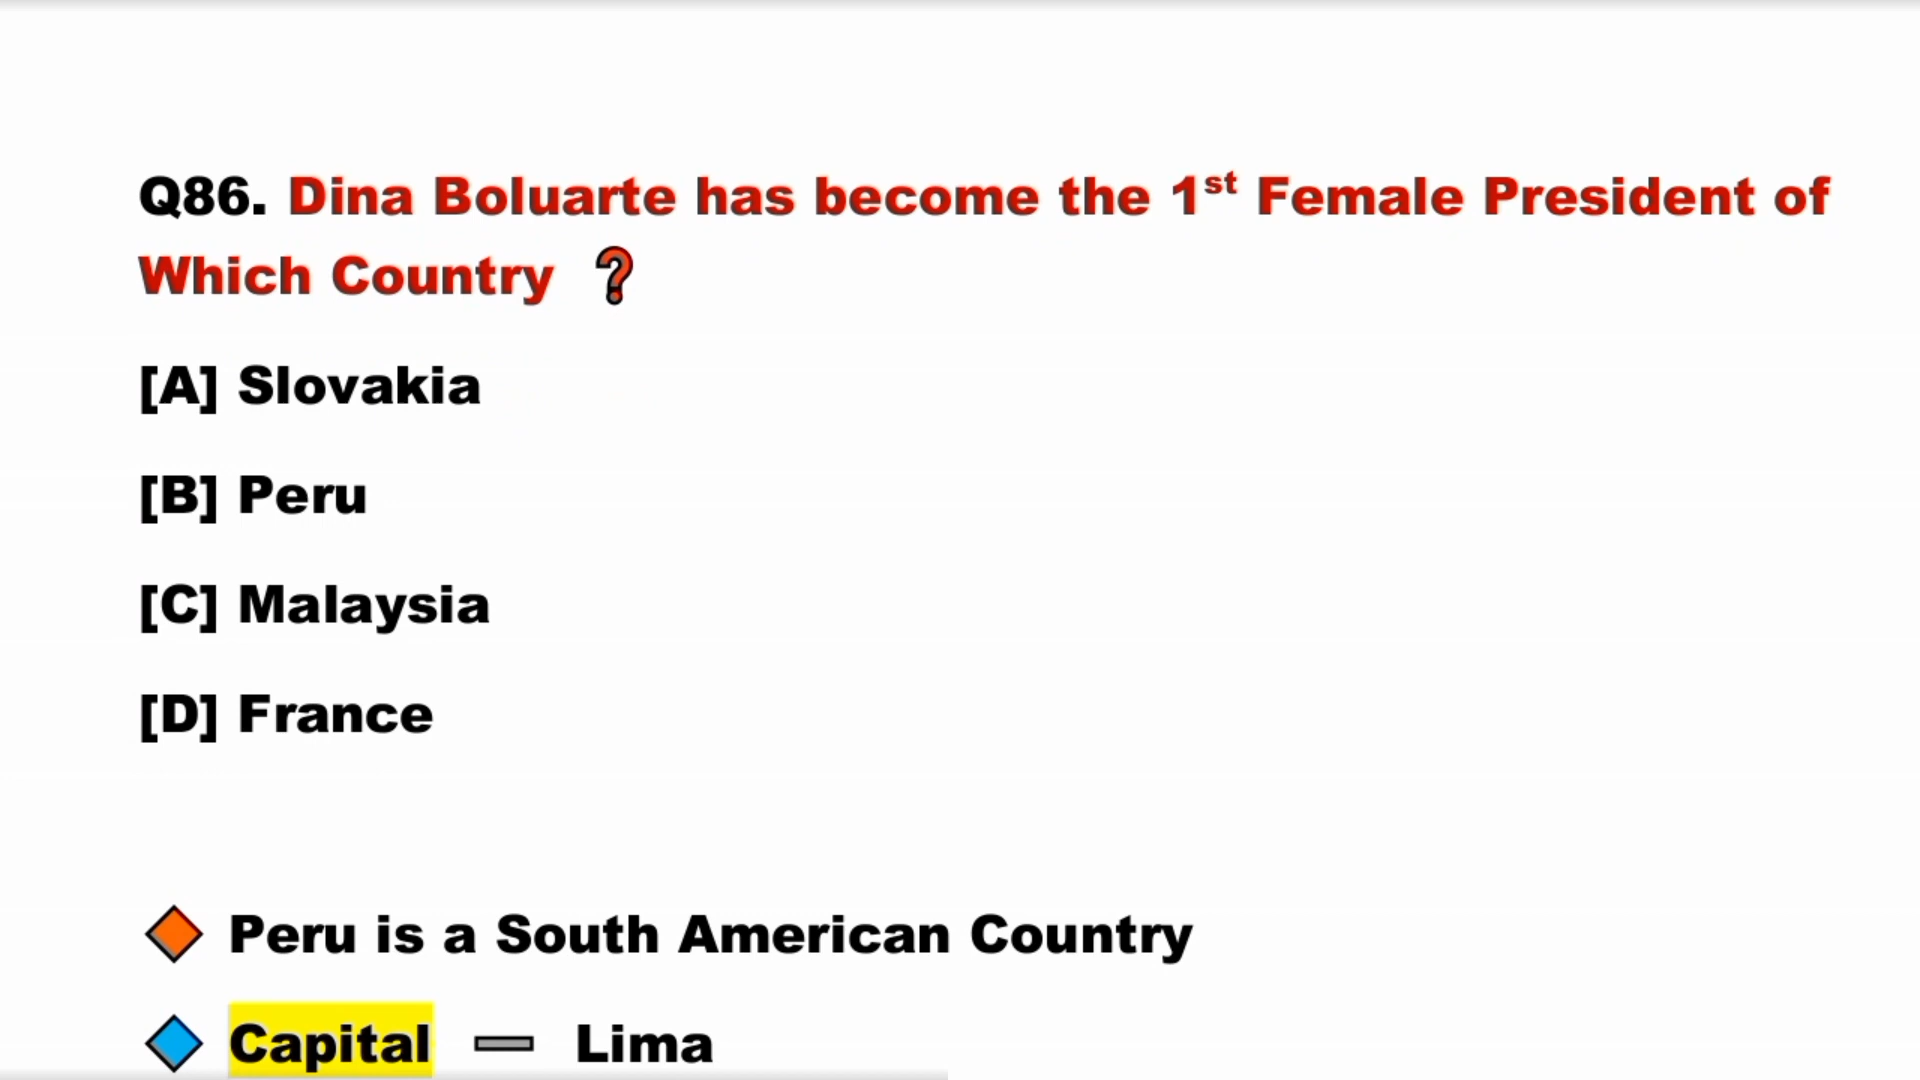 Q86. Dina Boluarte has become the 1st Female President of
Which Country ?
[A] Slovakia
[B] Peru
[C] Malaysia
[D] France
Peru is a South American Country
Capital — Lima